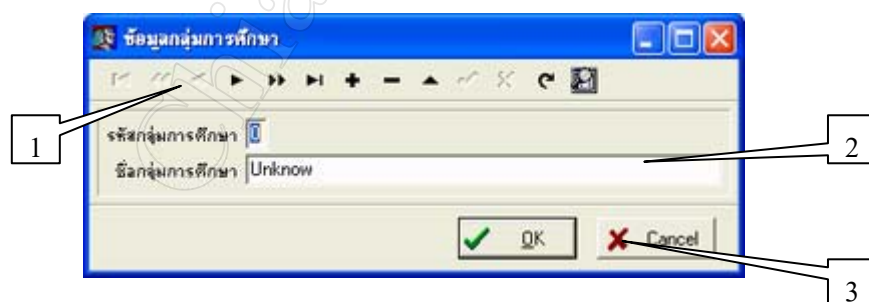 ข้อมูลกลุ่มการศึกษา
1
รหัสกลุ่มการศึกษา 0
2
ชื่อกลุ่มการศึกษา Unknow
OK Cancel
3